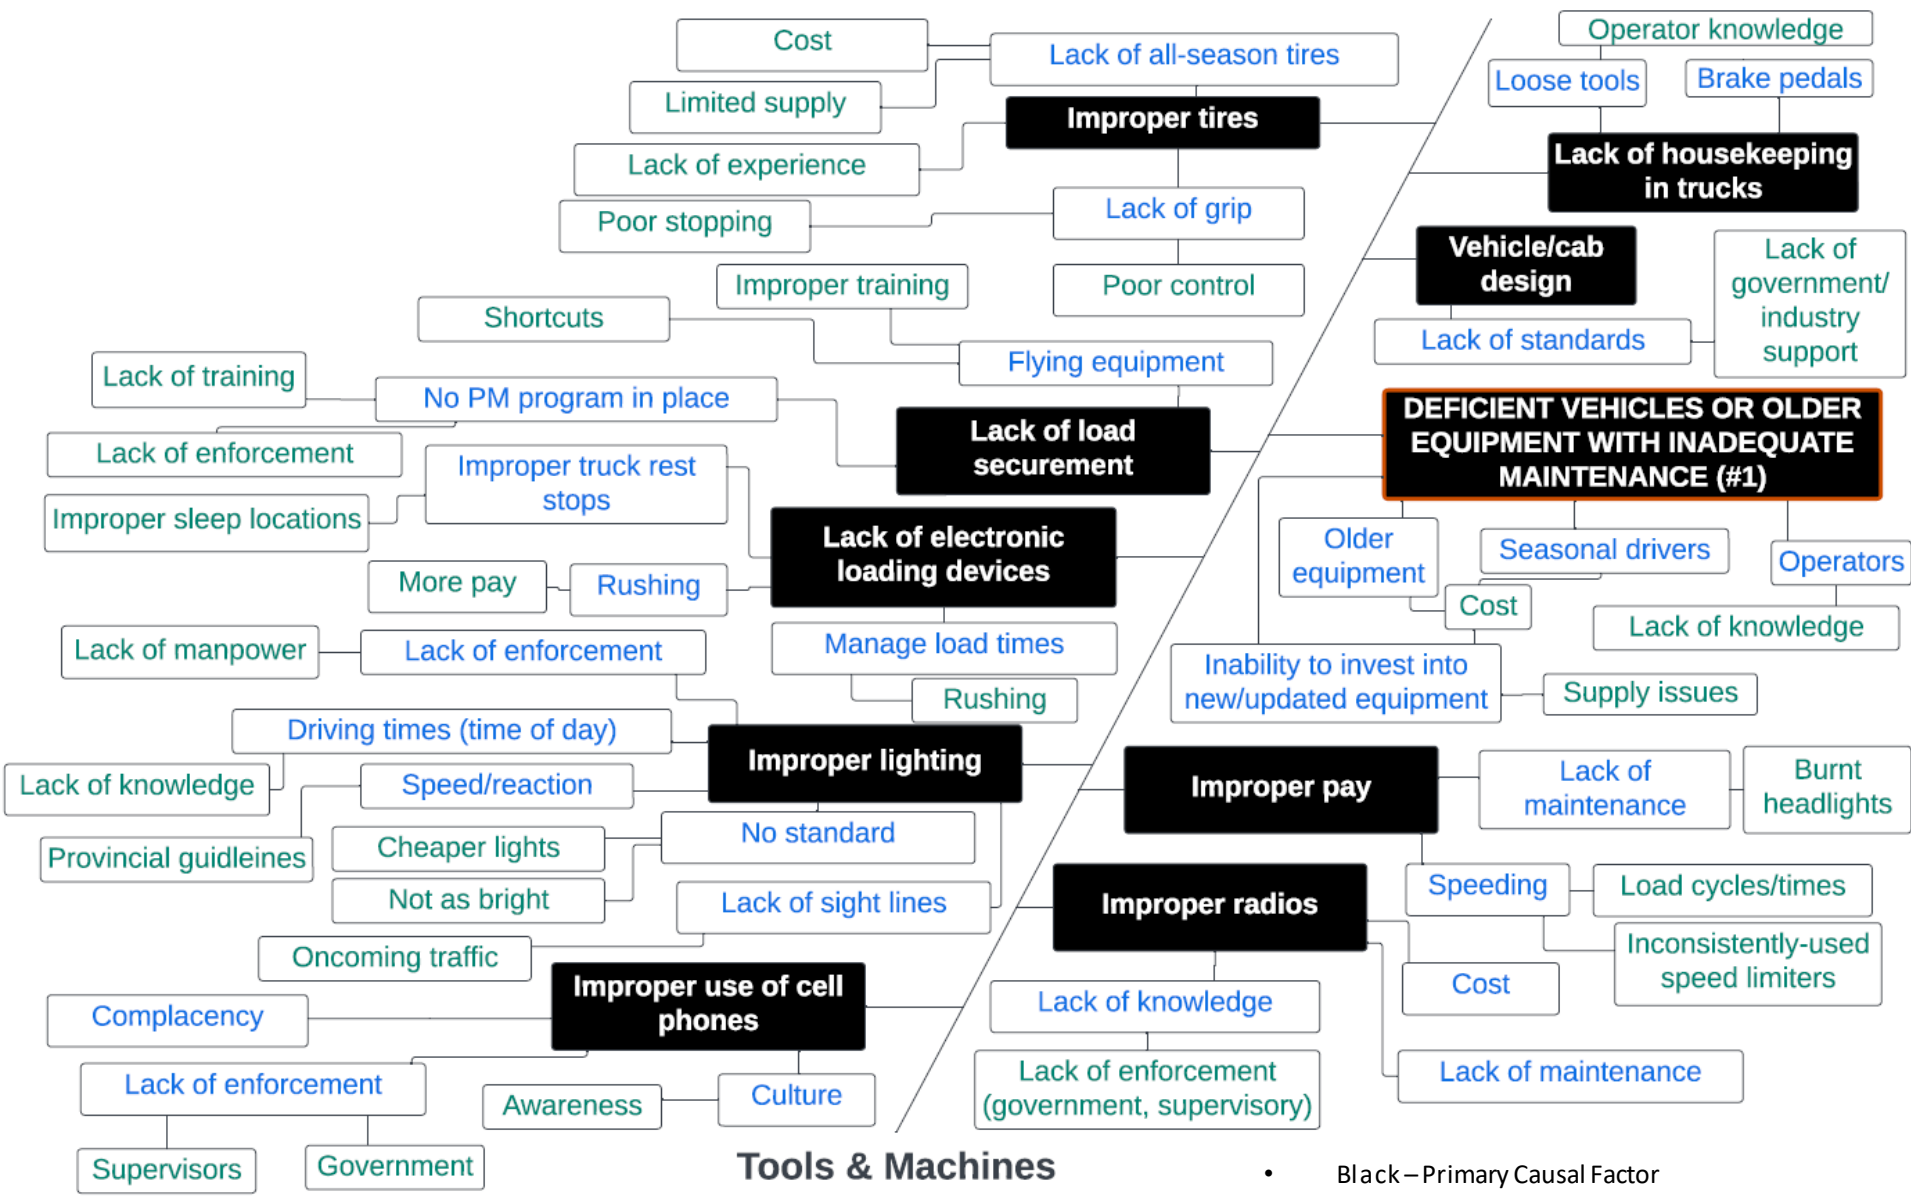 Cost
Lack of all-season tires
Limited supply
Improper tires
Lack of experience
Lack of grip
Poor stopping
Poor control
Improper training
Shortcuts
Flying equipment
Lack of training
No PM program in place
Lack of enforcement
Lack of load
securement
Improper truck rest
stops
Improper sleep locations
Lack of electronic
loading devices
More pay
Rushing
Manage load times
Rushing
Lack of manpower
Lack of enforcement
Driving times (time of day)
Improper lighting
Lack of knowledge
Speed/reaction
Provincial guidleines
No standard
Cheaper lights
Not as bright
Lack of sight lines
Oncoming traffic
Improper use of cell
phones
Complacency
Lack of enforcement
Culture
Awareness
Supervisors
Government
Operator knowledge
Loose tools
Brake pedals
Lack of housekeeping
in trucks
Vehicle/cab
design
Lack of
government/
industry
support
Lack of standards
DEFICIENT VEHICLES OR OLDER
EQUIPMENT WITH INADEQUATE
MAINTENANCE (#1)
Older
equipment
Seasonal drivers
Operators
Cost
Lack of knowledge
Inability to invest into
new/updated equipment
Supply issues
Improper pay
Lack of
maintenance
Burnt
headlights
Speeding
Load cycles/times
Inconsistently-used
speed limiters
Improper radios
Cost
Lack of knowledge
Lack of enforcement
(government, supervisory)
Lack of maintenance
Tools & Machines
• Black – Primary Causal Factor